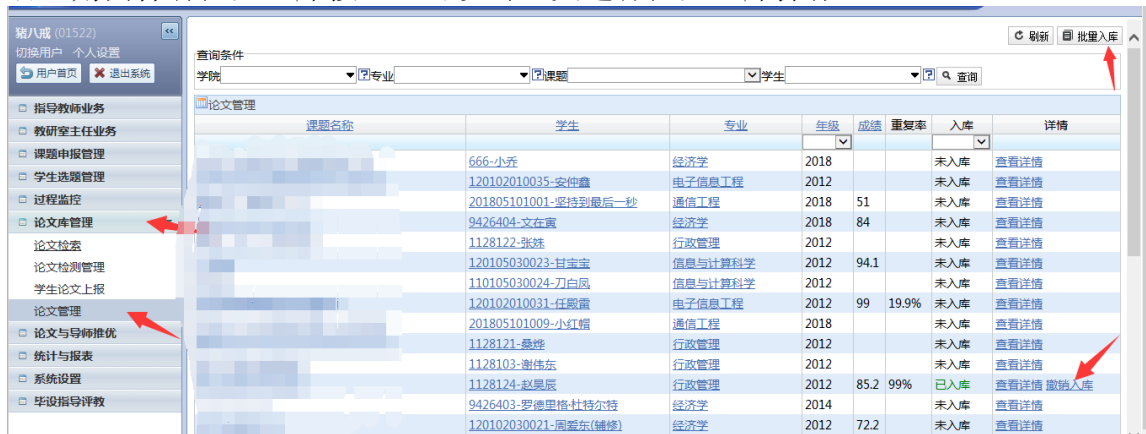 猪八戒 (01522) «
切换用户 个人设置
用户首页 退出系统
指导教师业务
教研室主任业务
课题申报管理
学生选题管理
过程监控
论文库管理
论文检索
论文检测管理
学生论文上报
论文管理
论文与导师推优
统计与报表
系统设置
毕设指导评教
刷新 批量入库
查询条件
学院 ?专业 ?课题 学生 ? 查询
论文管理
课题名称 学生 专业 年级 成绩 重复率 入库 详情
666-小乔 经济学 2018 未入库 查看详情
120102010035-安仲鑫 电子信息工程 2012 未入库 查看详情
201805101001-坚持到最后一秒 通信工程 2018 51 未入库 查看详情
9426404-文在寅 经济学 2018 84 未入库 查看详情
1128122-张姝 行政管理 2012 未入库 查看详情
120105030023-甘宝宝 信息与计算科学 2012 94.1 未入库 查看详情
110105030024-刀白凤 信息与计算科学 2012 未入库 查看详情
120102010031-任殿雷 电子信息工程 2012 99 19.9% 未入库 查看详情
201805101009-小红帽 通信工程 2018 未入库 查看详情
1128121-桑烨 行政管理 2012 未入库 查看详情
1128103-谢伟东 行政管理 2012 未入库 查看详情
1128124-赵昊辰 行政管理 2012 85.2 99% 已入库 查看详情 撤销入库
9426403-罗德里格·杜特尔特 经济学 2014 未入库 查看详情
120102030021-周爱东(辅修) 经济学 2012 72.2 未入库 查看详情